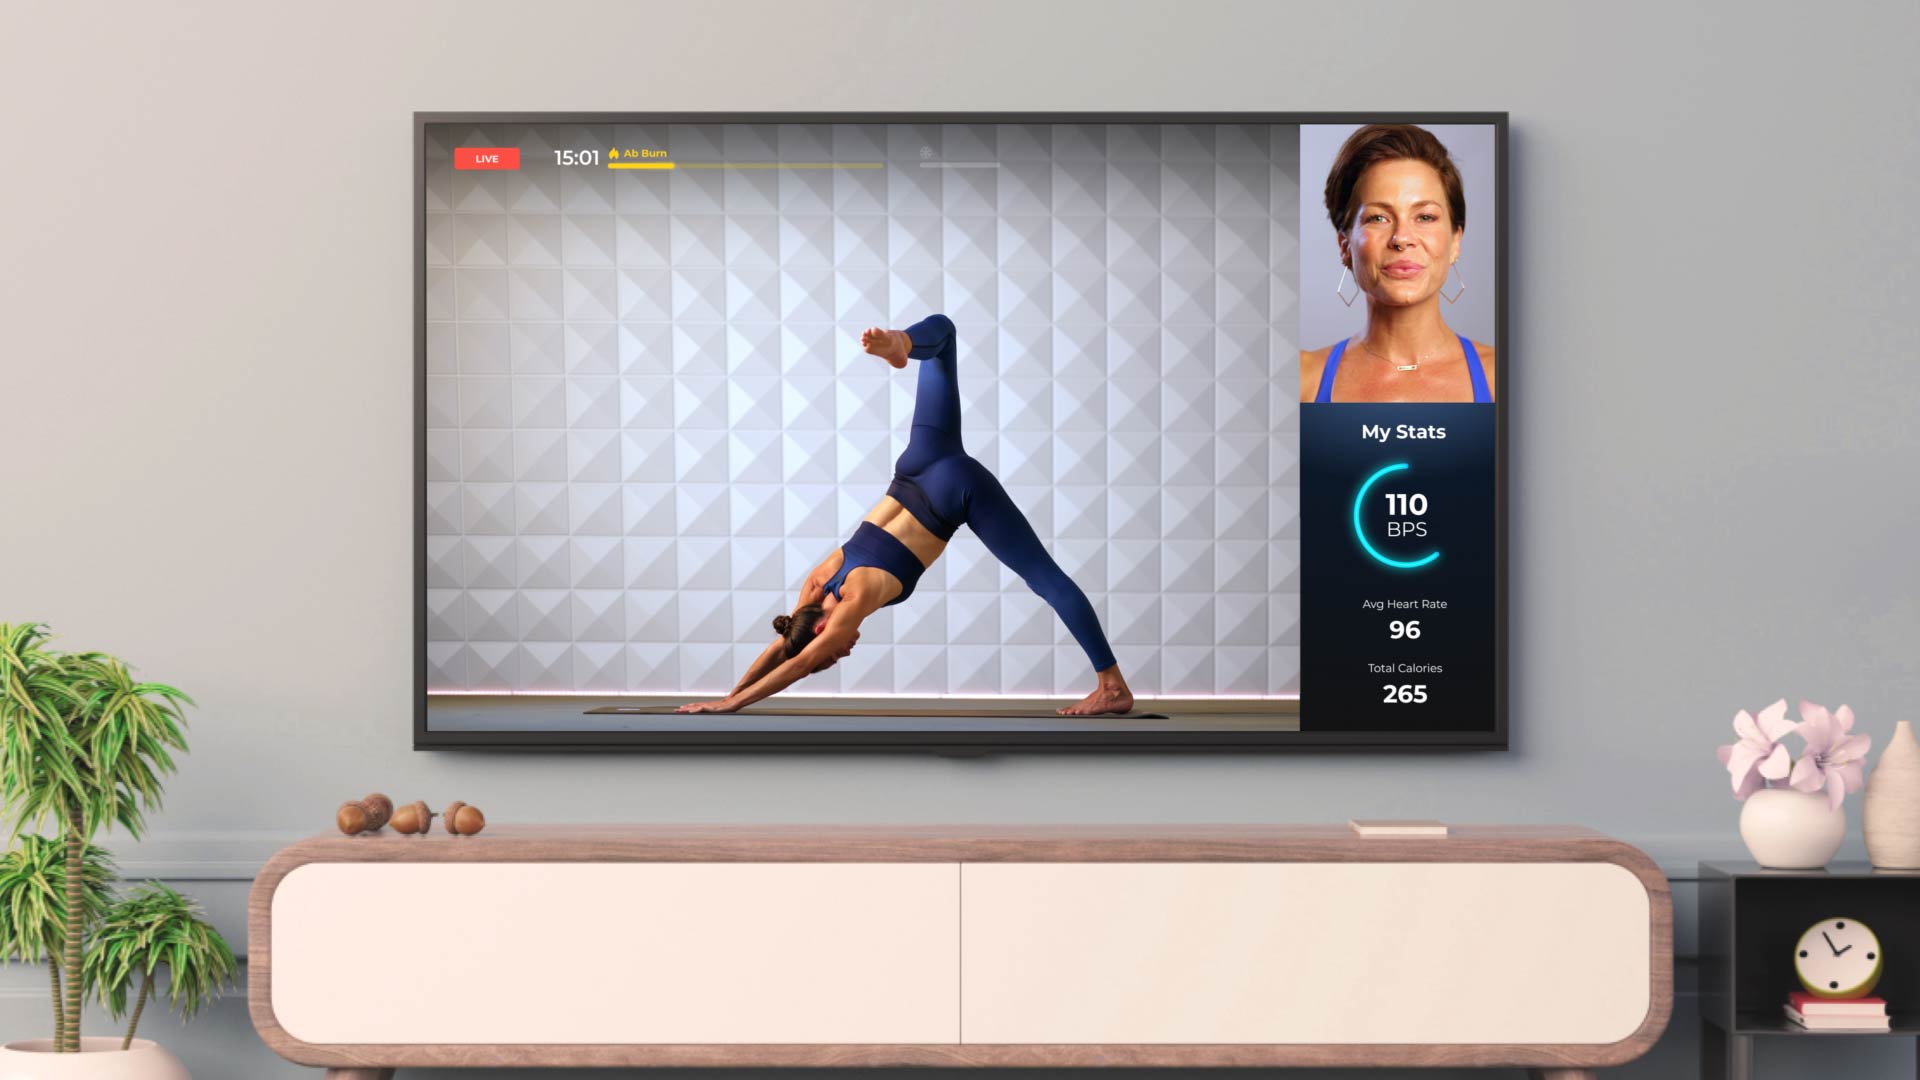 LIVE
15:01
Ab Burn
My Stats
110
BPS
Avg Heart Rate
96
Total Calories
265